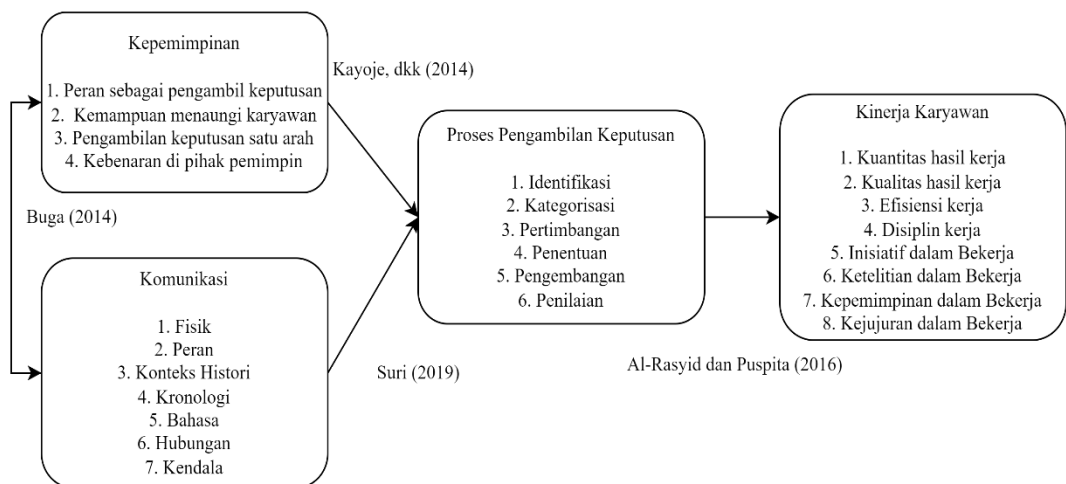 Kepemimpinan
1. Peran sebagai pengambil keputusan
2. Kemampuan menaungi karyawan
3. Pengambilan keputusan satu arah
4. Kebenaran di pihak pemimpin
Kayoje, dkk (2014)
Buga (2014)
Komunikasi
1. Fisik
2. Peran
3. Konteks Histori
4. Kronologi
5. Bahasa
6. Hubungan
7. Kendala
Suri (2019)
Proses Pengambilan Keputusan
1. Identifikasi
2. Kategorisasi
3. Pertimbangan
4. Penentuan
5. Pengembangan
6. Penilaian
Al-Rasyid dan Puspita (2016)
Kinerja Karyawan
1. Kuantitas hasil kerja
2. Kualitas hasil kerja
3. Efisiensi kerja
4. Disiplin kerja
5. Inisiatif dalam Bekerja
6. Ketelitian dalam Bekerja
7. Kepemimpinan dalam Bekerja
8. Kejujuran dalam Bekerja